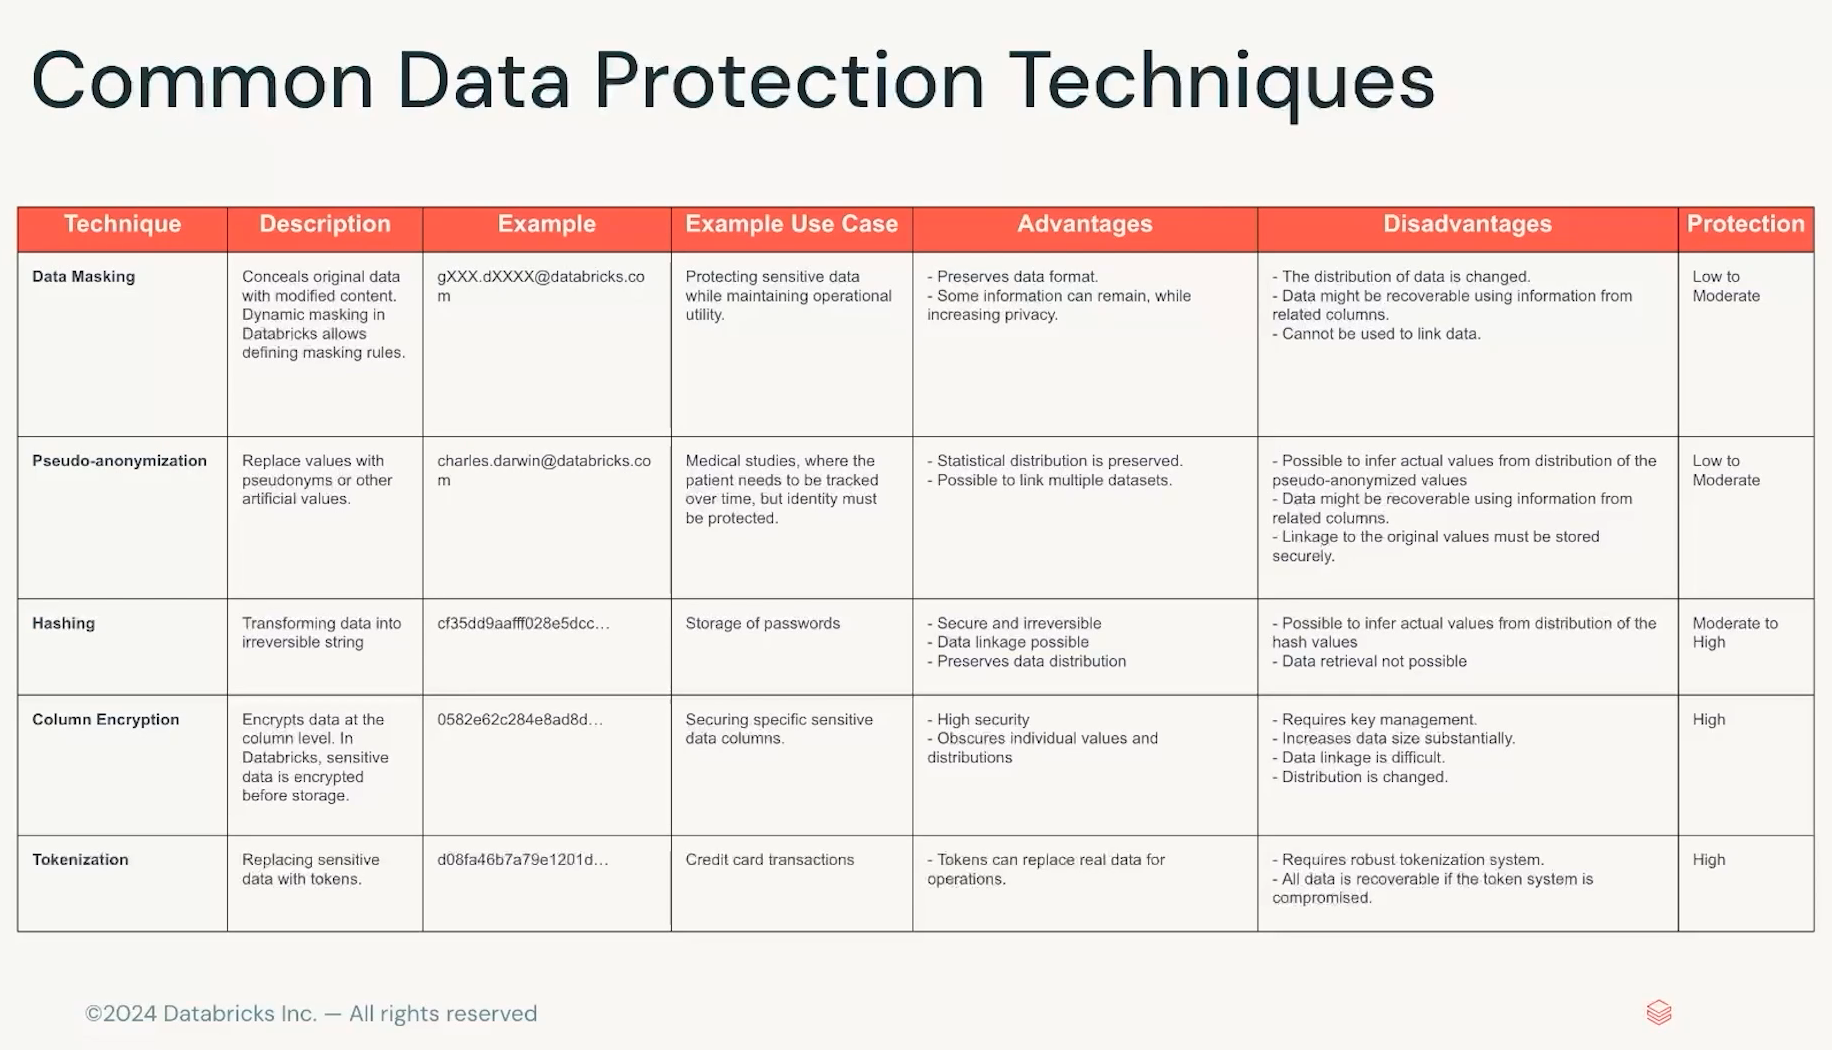 Common Data Protection Techniques
Technique
Description
Example
Example Use Case
Advantages
Disadvantages
Protection
Data Masking
Conceals original data
with modified content.
Dynamic masking in
Databricks allows
defining masking rules.
gXXX.dXXXX@databricks.co
m
Protecting sensitive data
while maintaining operational
utility.
- Preserves data format.
- Some information can remain, while
increasing privacy.
- The distribution of data is changed.
- Data might be recoverable using information from
related columns.
- Cannot be used to link data.
Low to
Moderate
Pseudo-anonymization
Replace values with
pseudonyms or other
artificial values.
charles.darwin@databricks.co
m
Medical studies, where the
patient needs to be tracked
over time, but identity must
be protected.
- Statistical distribution is preserved.
- Possible to link multiple datasets.
- Possible to infer actual values from distribution of the
pseudo-anonymized values
- Data might be recoverable using information from
related columns.
- Linkage to the original values must be stored
securely.
Low to
Moderate
Hashing
Transforming data into
irreversible string
cf35dd9aafff028e5dcc...
Storage of passwords
- Secure and irreversible
- Data linkage possible
- Preserves data distribution
- Possible to infer actual values from distribution of the
hash values
- Data retrieval not possible
Moderate to
High
Column Encryption
Encrypts data at the
column level. In
Databricks, sensitive
data is encrypted
before storage.
0582e62c284e8ad8d...
Securing specific sensitive
data columns.
- High security
- Obscures individual values and
distributions
- Requires key management.
- Increases data size substantially.
- Data linkage is difficult.
- Distribution is changed.
High
Tokenization
Replacing sensitive
data with tokens.
d08fa46b7a79e1201d...
Credit card transactions
- Tokens can replace real data for
operations.
- Requires robust tokenization system.
- All data is recoverable if the token system is
compromised.
High
©2024 Databricks Inc. — All rights reserved